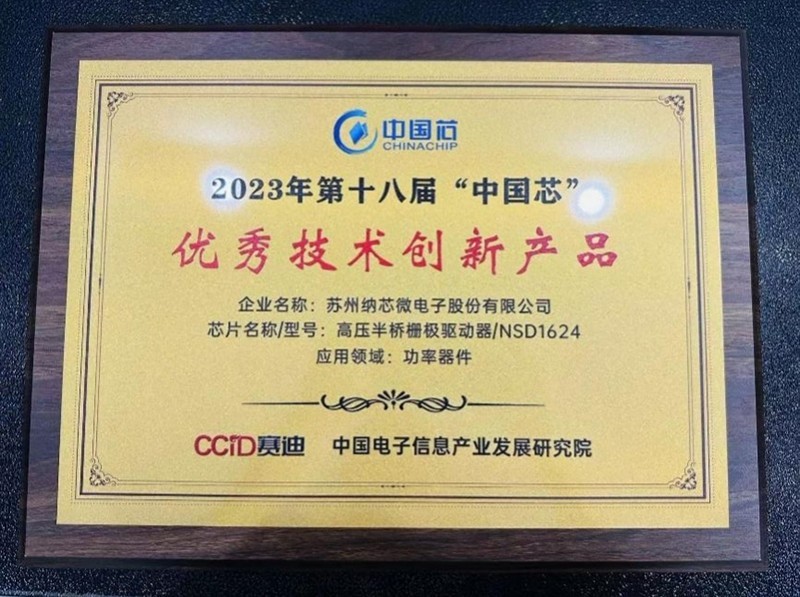 中国芯
CHINACHIP
2023年第十八届“中国芯”
优秀技术创新产品
企业名称：苏州纳芯微电子股份有限公司
芯片名称/型号：高压半桥栅极驱动器/NSD1624
应用领域：功率器件
CCID赛迪 中国电子信息产业发展研究院